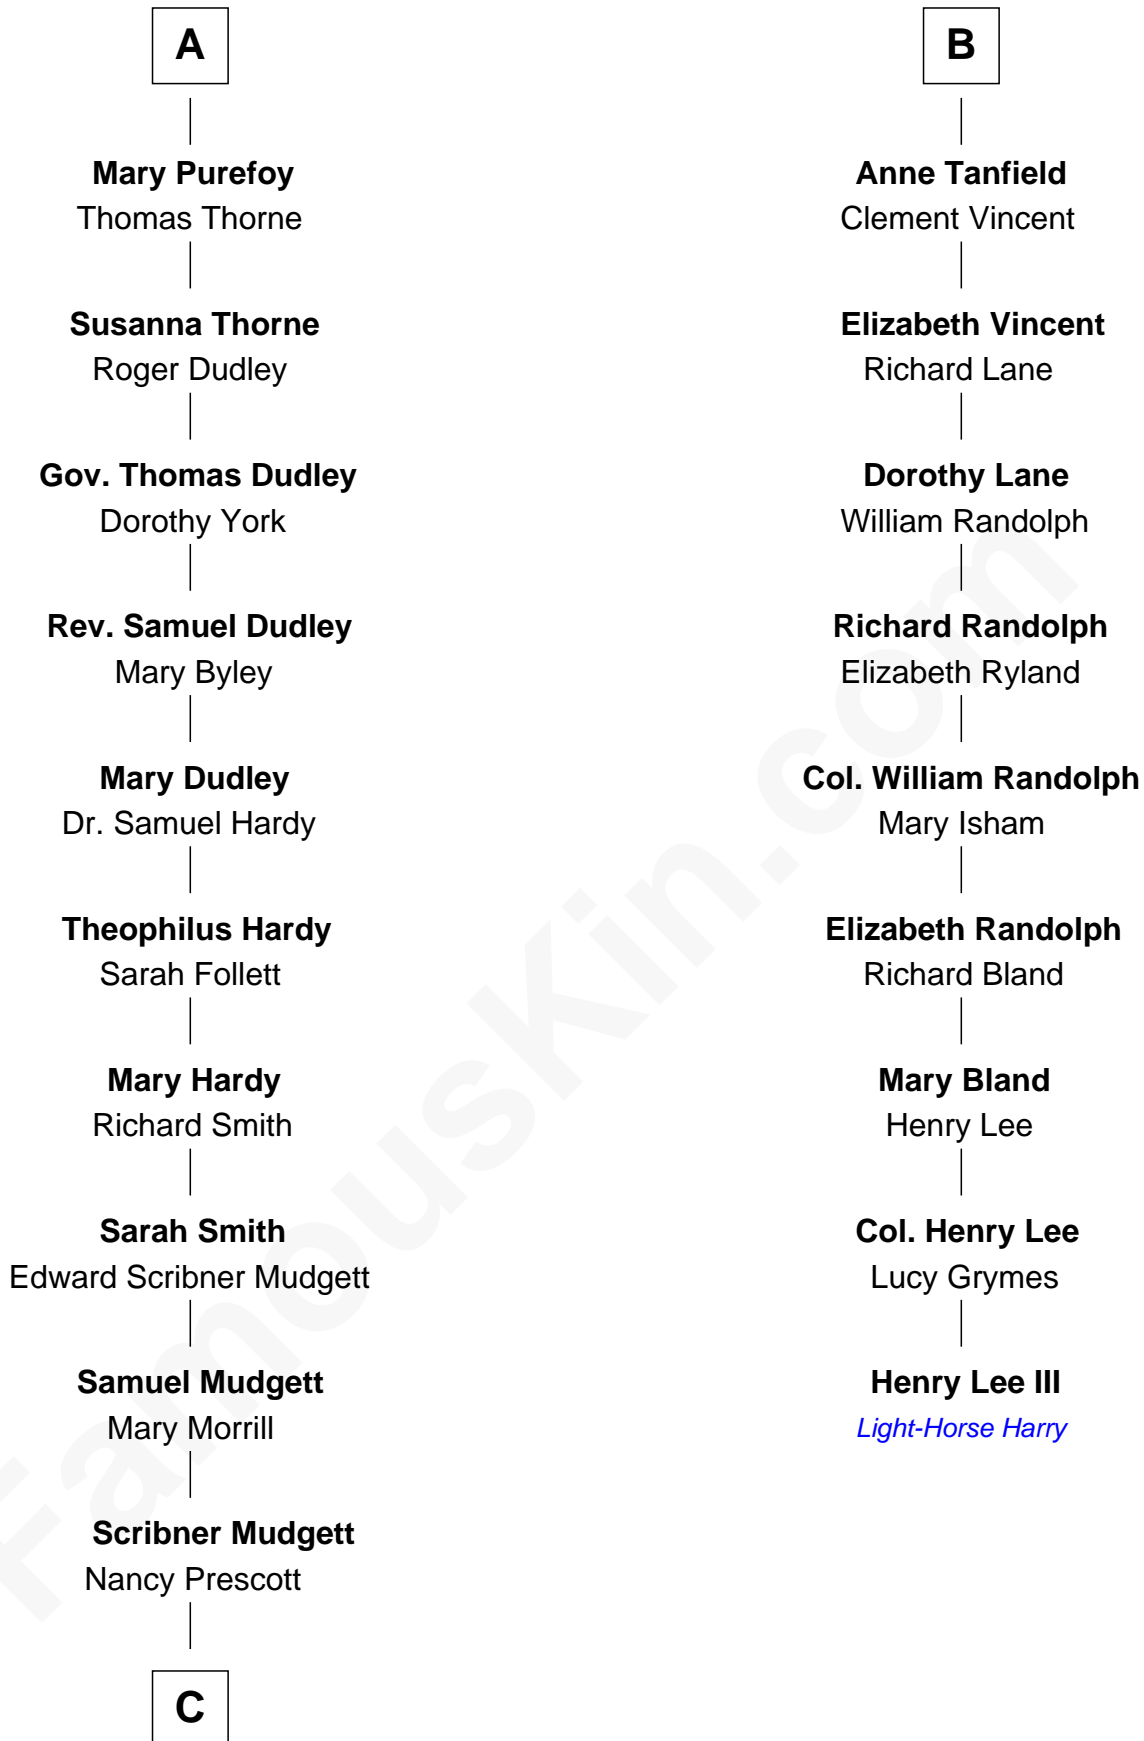 A
Mary Purefoy
Thomas Thorne
Susanna Thorne
Roger Dudley
Gov. Thomas Dudley
Dorothy York
Rev. Samuel Dudley
Mary Byley
Mary Dudley
Dr. Samuel Hardy
Theophilus Hardy
Sarah Follett
Mary Hardy
Richard Smith
Sarah Smith
Edward Scribner Mudgett
Samuel Mudgett
Mary Morrill
Scribner Mudgett
Nancy Prescott
C
B
Anne Tanfield
Clement Vincent
Elizabeth Vincent
Richard Lane
Dorothy Lane
William Randolph
Richard Randolph
Elizabeth Ryland
Col. William Randolph
Mary Isham
Elizabeth Randolph
Richard Bland
Mary Bland
Henry Lee
Col. Henry Lee
Lucy Grymes
Henry Lee III
Light-Horse Harry
FamousKin.com